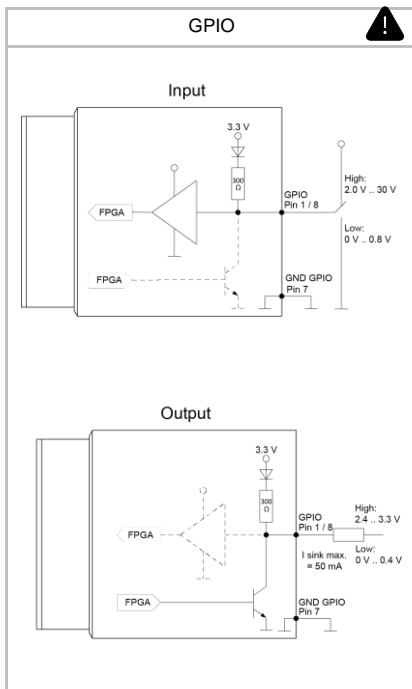 GPIO
Input
3.3 V
300
Ω
FPGA
GPIO
Pin 1 / 8
High:
2.0 V .. 30 V
Low:
0 V .. 0.8 V
FPGA
GND GPIO
Pin 7
Output
3.3 V
300
Ω
FPGA
GPIO
Pin 1 / 8
High:
2.4 .. 3.3 V
I sink max.
= 50 mA
Low:
0 V .. 0.4 V
FPGA
GND GPIO
Pin 7